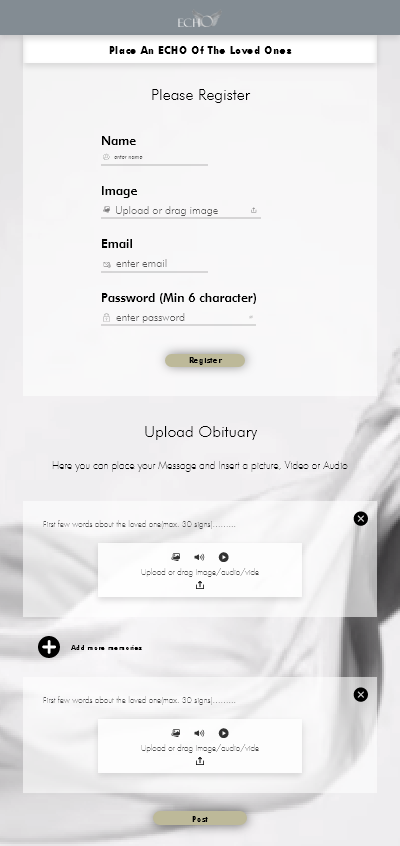 ECHO
Place An ECHO Of The Loved Ones
Please Register
Name
enter name
Image
Upload or drag image
Email
enter email
Password (Min 6 character)
enter password
Register
Upload Obituary
Here you can place your Message and Insert a picture, Video or Audio
First few words about the loved one(max. 30 signs)..........
Upload or drag image/audio/vide
Add more memories
First few words about the loved one(max. 30 signs)..........
Upload or drag image/audio/vide
Post